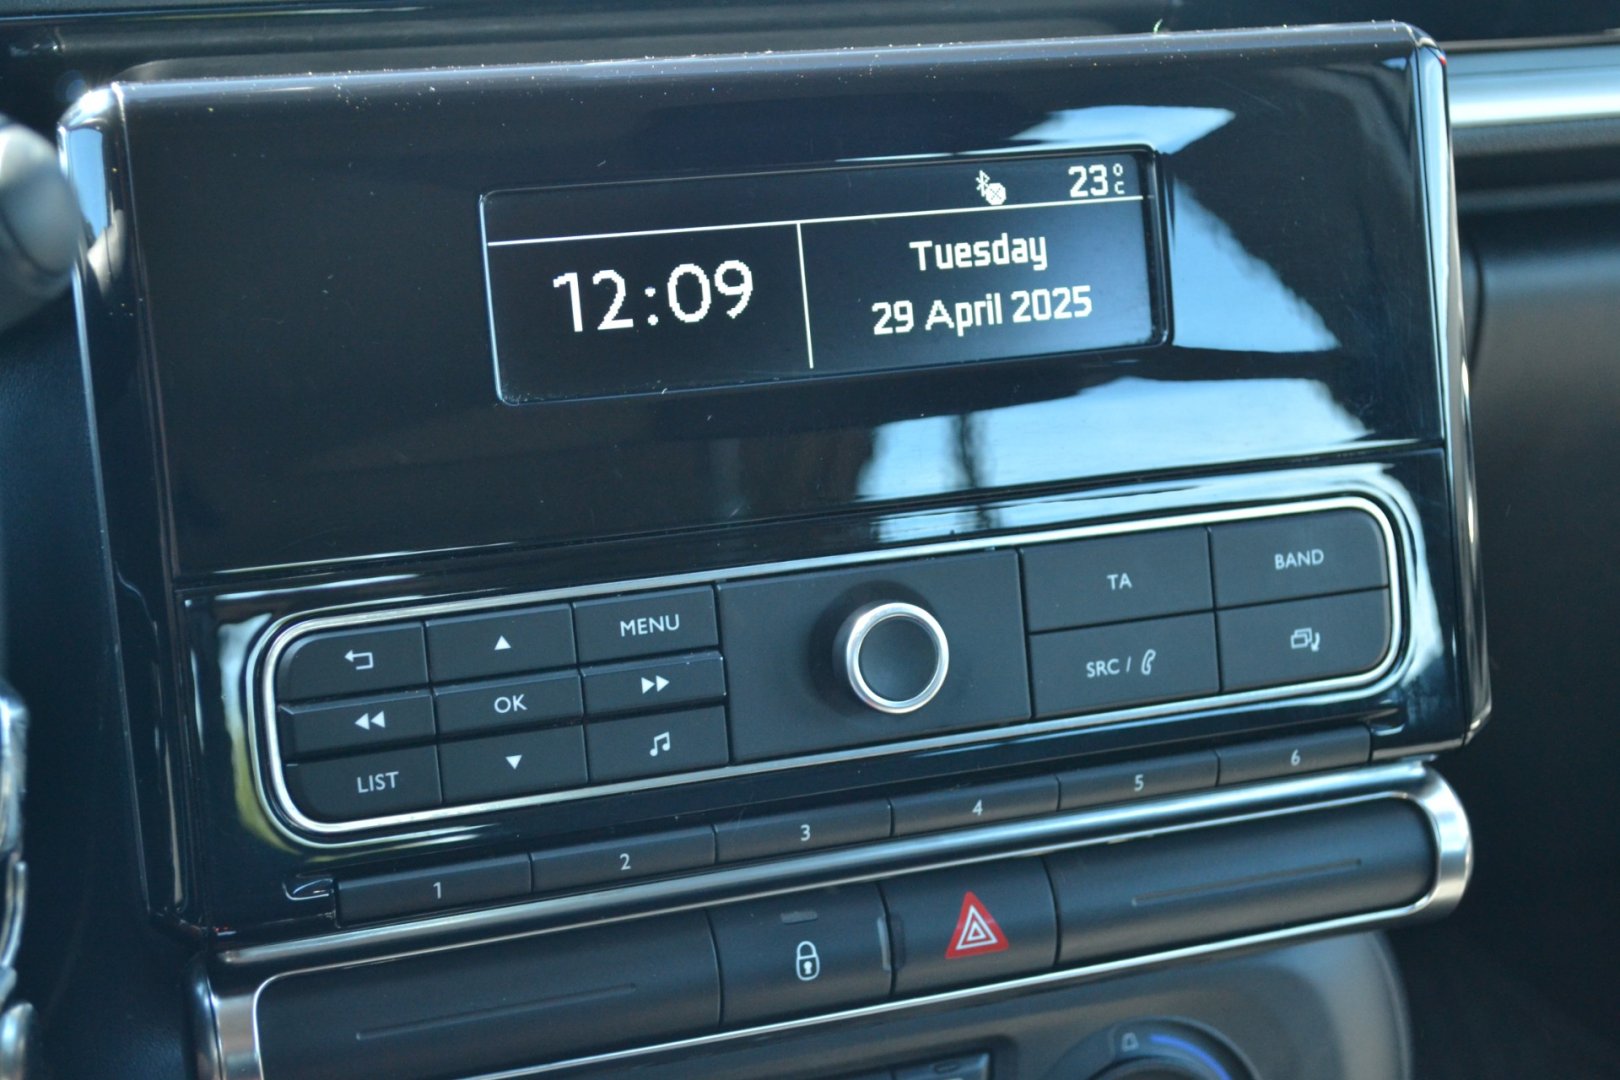 23°C
12:09
Tuesday
29 April 2025
MENU
TA
BAND
OK
SRC /
LIST
1
2
3
4
5
6